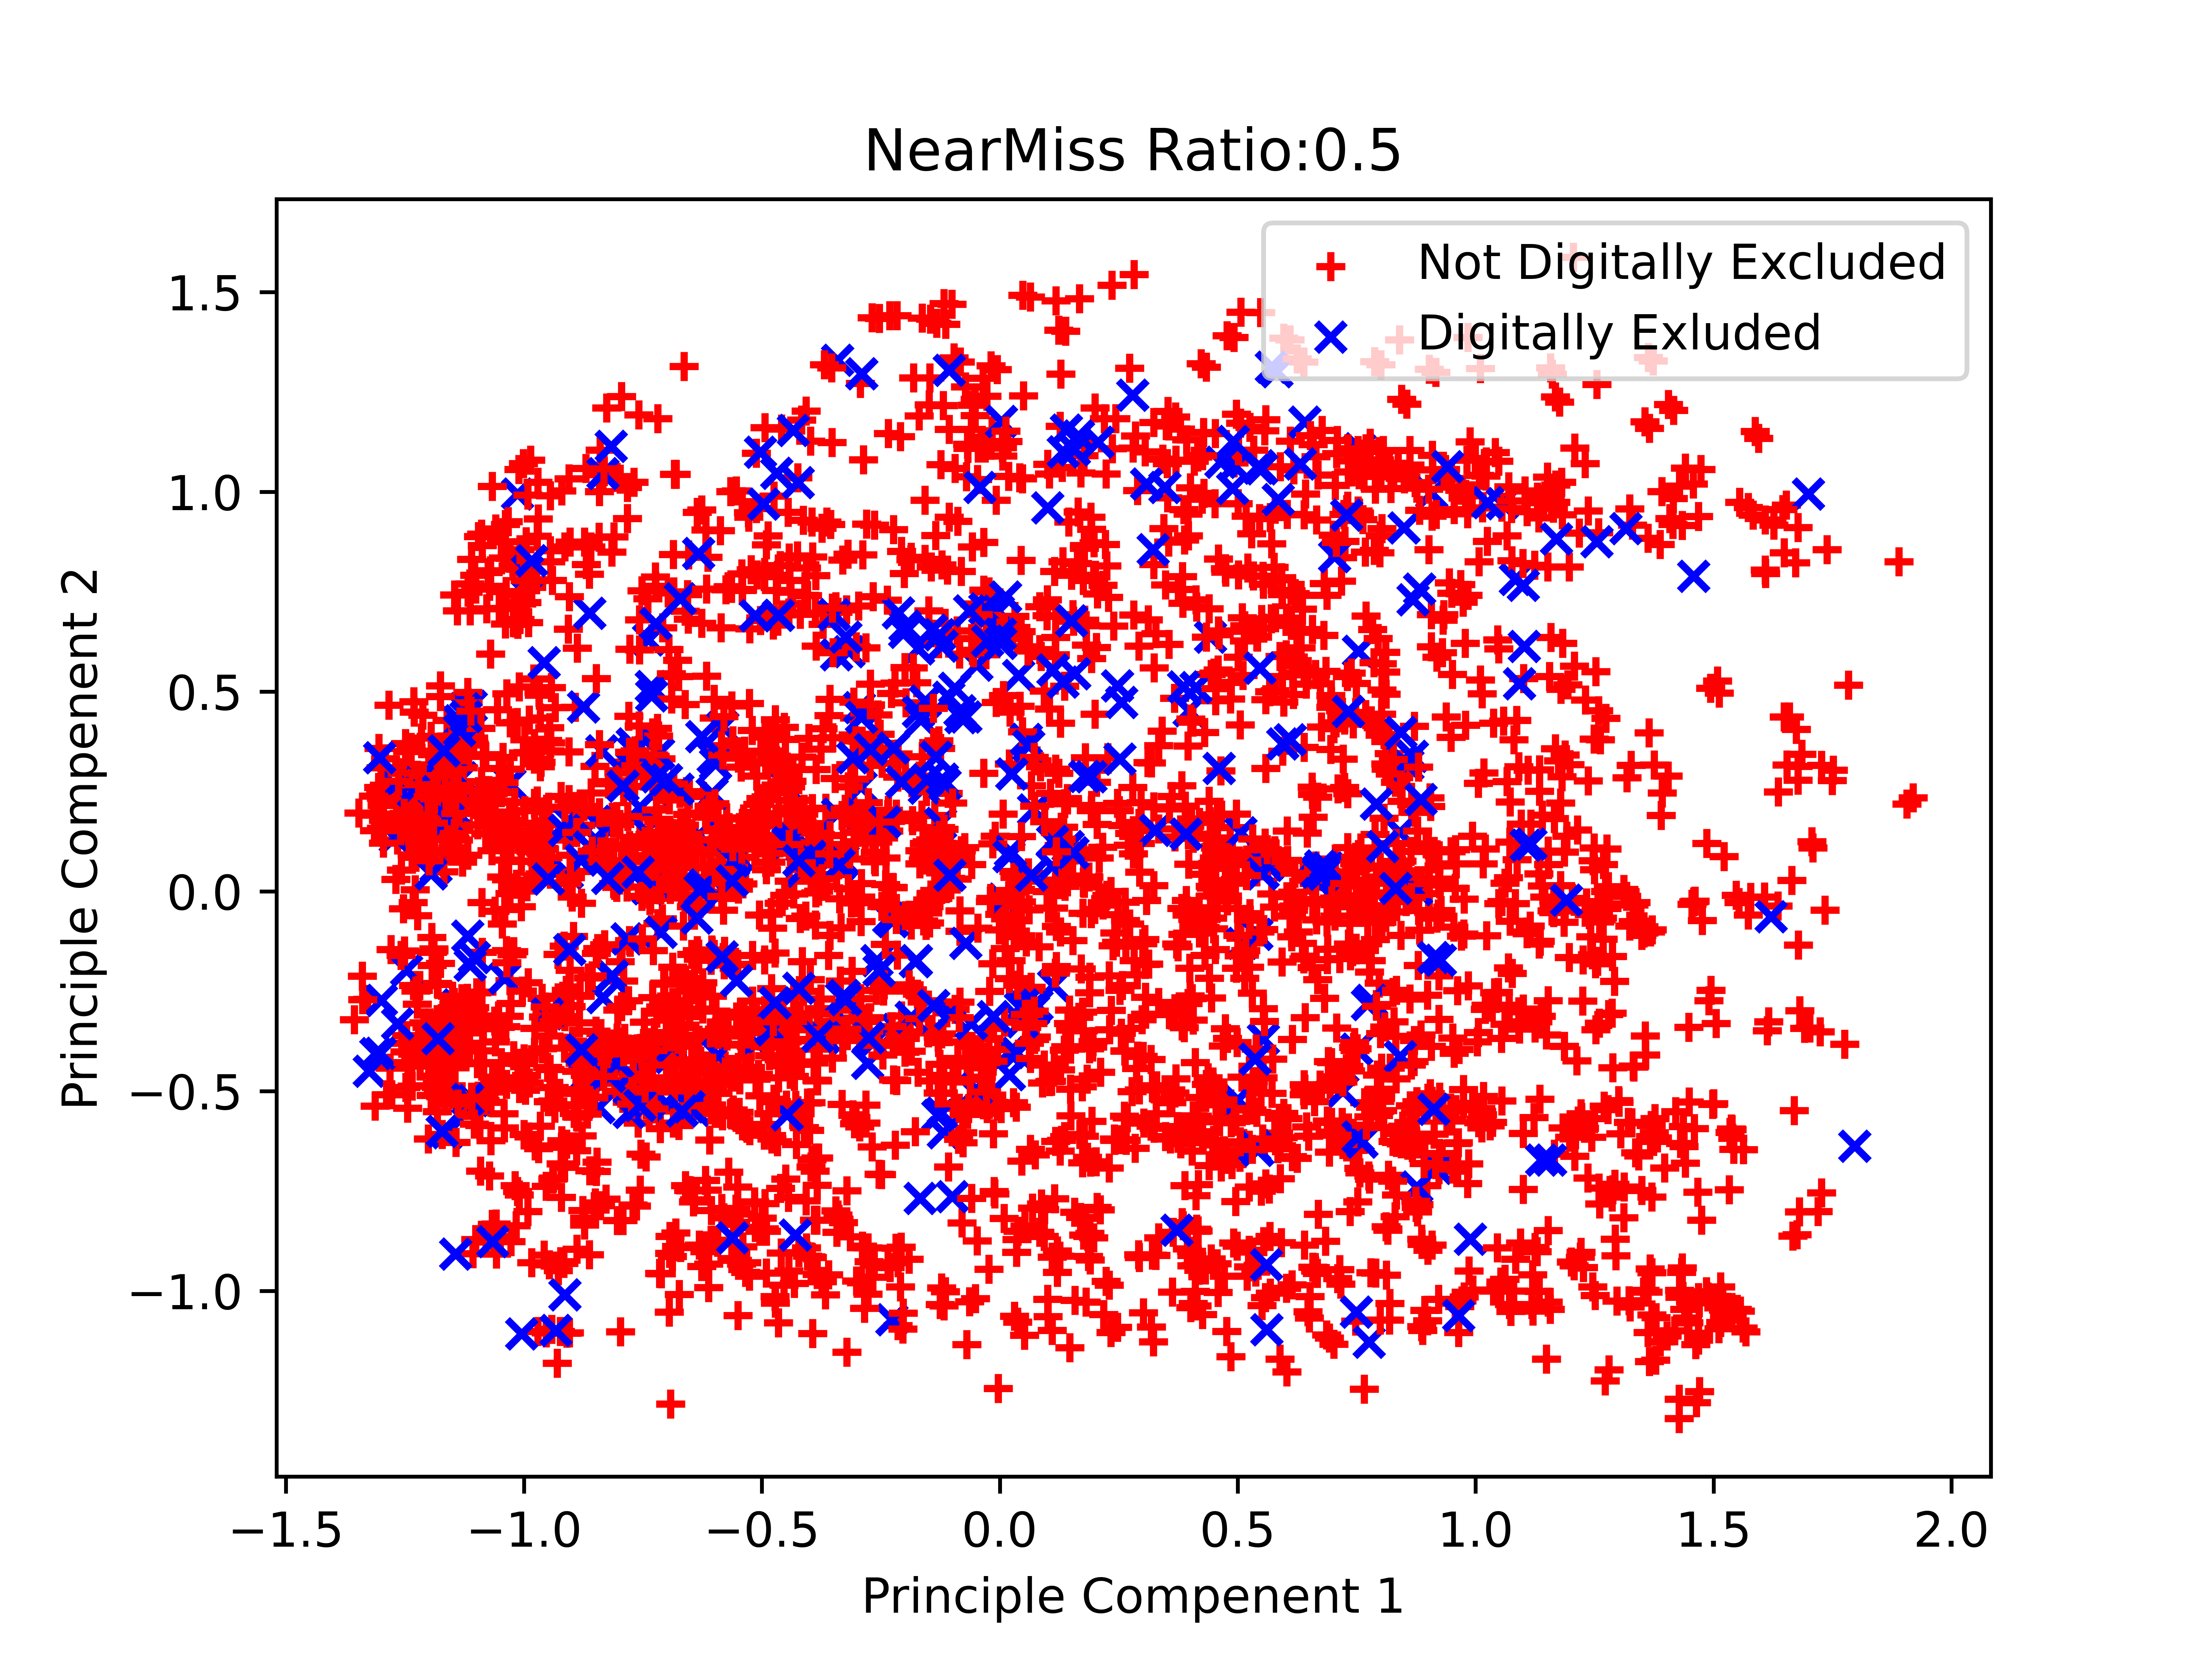 NearMiss Ratio:0.5
Not Digitally Excluded
Digitally Exluded
Principle Compenent 2
1.5
1.0
0.5
0.0
−0.5
−1.0
−1.5 −1.0 −0.5 0.0 0.5 1.0 1.5 2.0
Principle Compenent 1